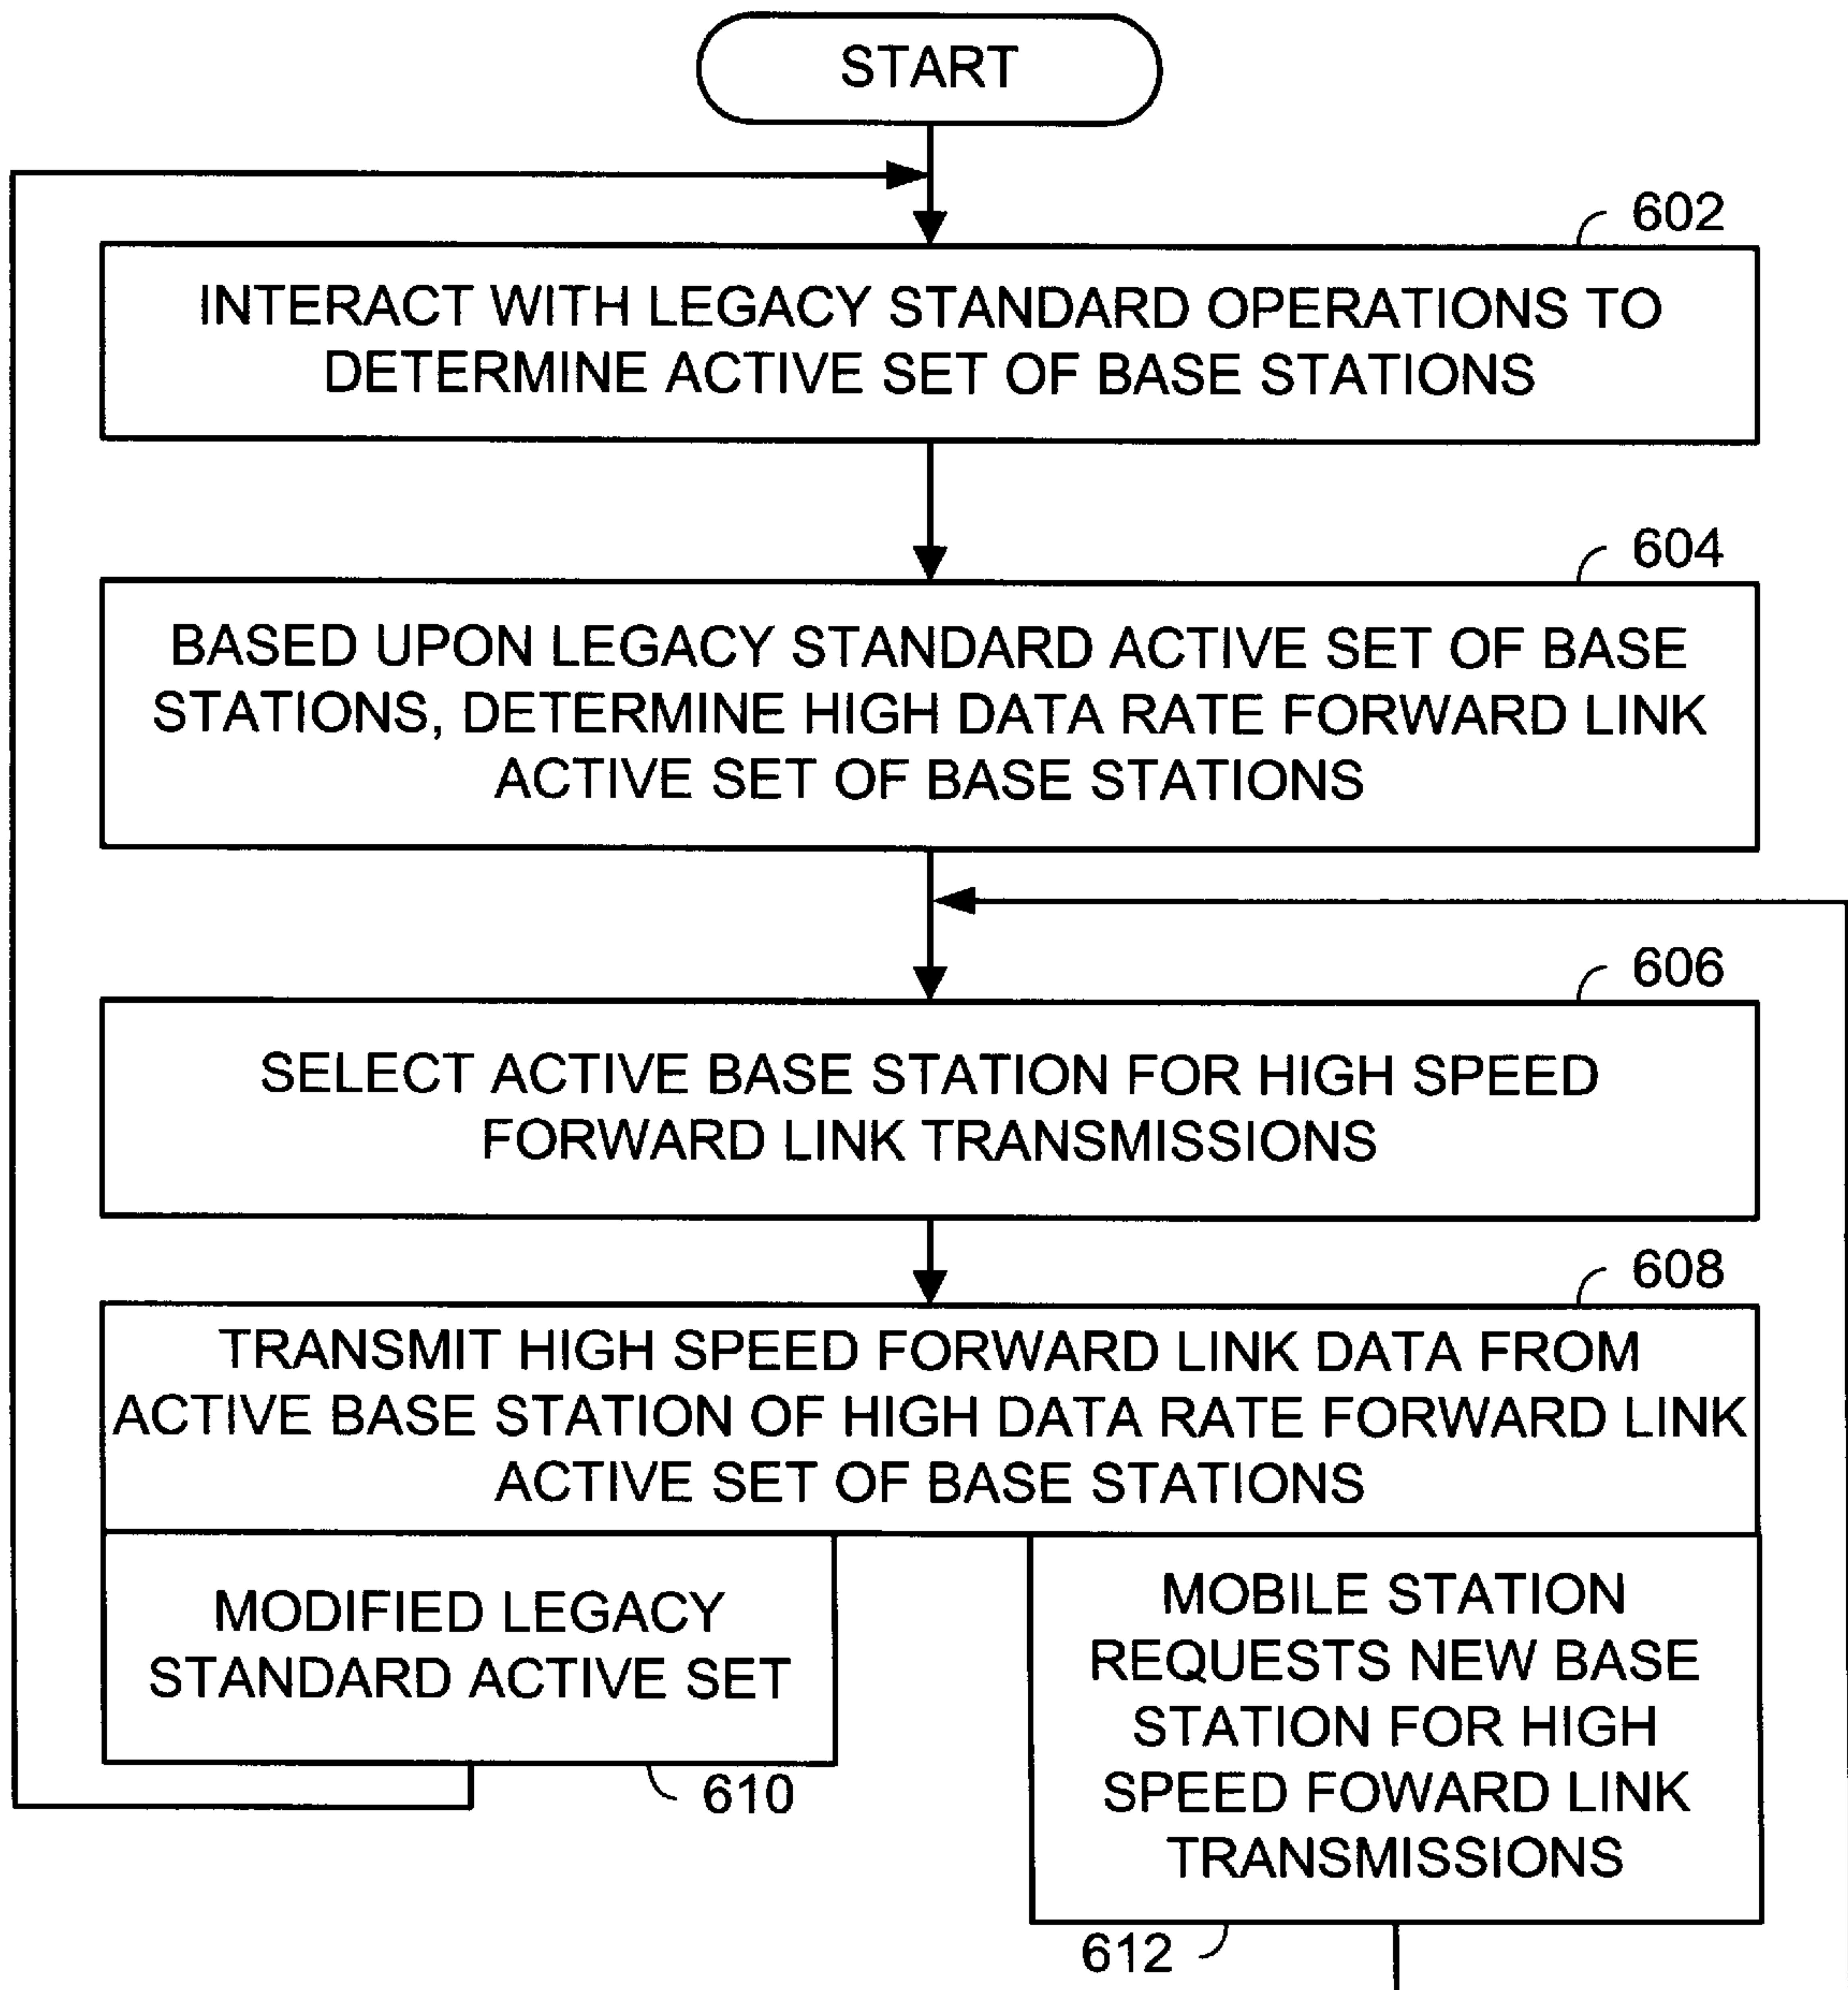 START
602
INTERACT WITH LEGACY STANDARD OPERATIONS TO
DETERMINE ACTIVE SET OF BASE STATIONS
604
BASED UPON LEGACY STANDARD ACTIVE SET OF BASE
STATIONS, DETERMINE HIGH DATA RATE FORWARD LINK
ACTIVE SET OF BASE STATIONS
606
SELECT ACTIVE BASE STATION FOR HIGH SPEED
FORWARD LINK TRANSMISSIONS
608
TRANSMIT HIGH SPEED FORWARD LINK DATA FROM
ACTIVE BASE STATION OF HIGH DATA RATE FORWARD LINK
ACTIVE SET OF BASE STATIONS
MODIFIED LEGACY
STANDARD ACTIVE SET
610
MOBILE STATION
REQUESTS NEW BASE
STATION FOR HIGH
SPEED FOWARD LINK
TRANSMISSIONS
612